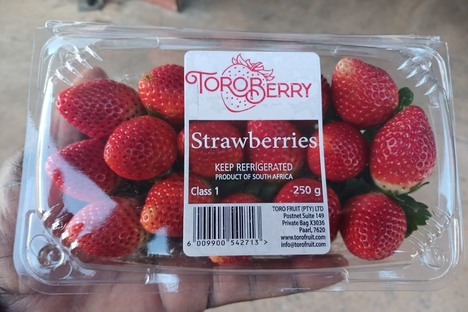 TOROBERRY
Strawberries
KEEP REFRIGERATED
PRODUCT OF SOUTH AFRICA
Class 1 250 g
TORO FRUIT (PTY) LTD
Postnet Suite 149
Private Bag X3036
Paarl, 7620
www.torofruit.com
info@torofruit.com
6 009900 542713 >